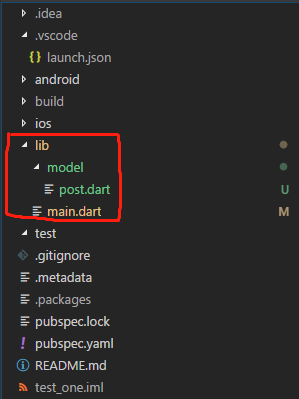 .idea
.vscode
{ } launch.json
android
build
ios
lib
model
post.dart U
main.dart M
test
.gitignore
.metadata
.packages
pubspec.lock
! pubspec.yaml
README.md
test_one.iml